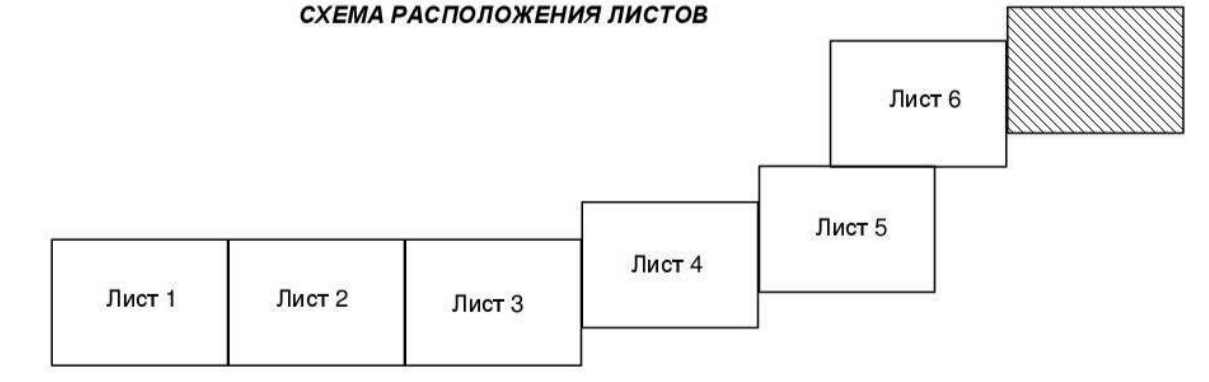 СХЕМА РАСПОЛОЖЕНИЯ ЛИСТОВ
Лист 6
Лист 5
Лист 4
Лист 1
Лист 2
Лист 3